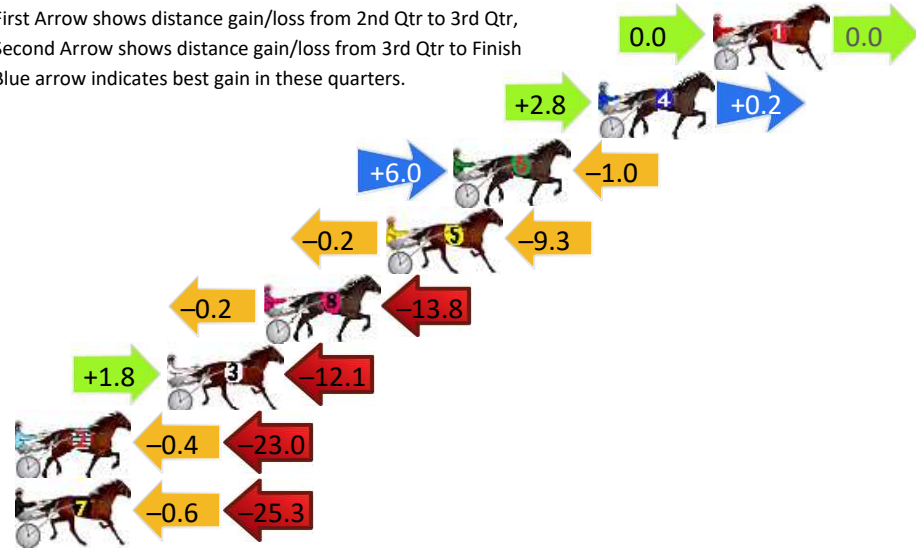 First Arrow shows distance gain/loss from 2nd Qtr to 3rd Qtr,
Second Arrow shows distance gain/loss from 3rd Qtr to Finish
Blue arrow indicates best gain in these quarters.
0.0 1 0.0
+2.8 4 +0.2
+6.0 6 –1.0
–0.2 5 –9.3
–0.2 8 –13.8
+1.8 3 –12.1
2 –0.4 –23.0
7 –0.6 –25.3